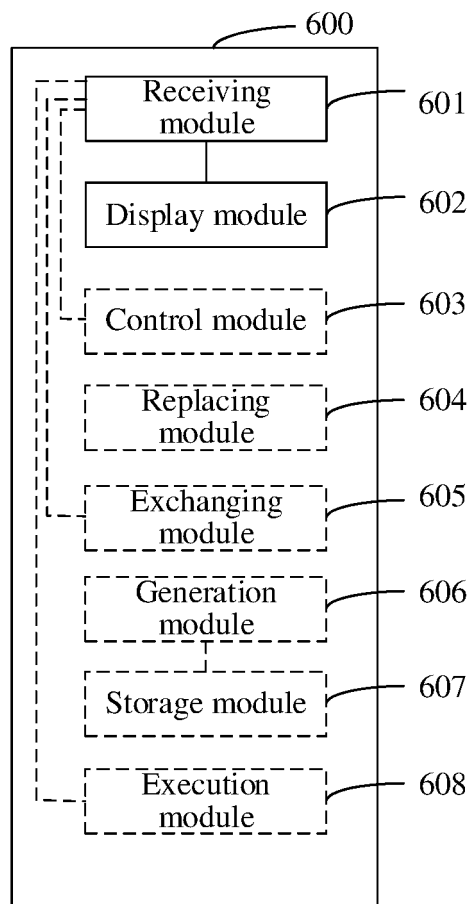 600
Receiving
module
601
Display module
602
Control module
603
Replacing
module
604
Exchanging
module
605
Generation
module
606
Storage module
607
Execution
module
608